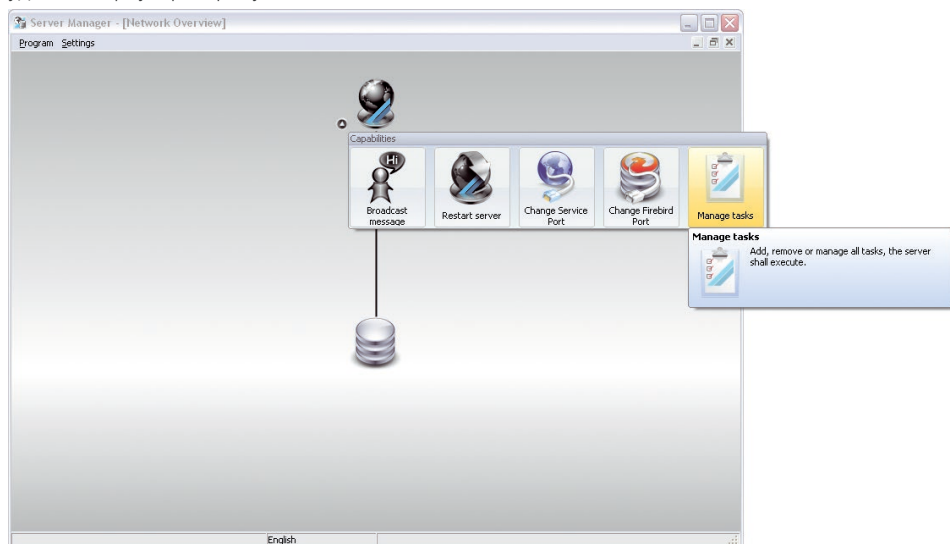 Server Manager - [Network Overview]
Program Settings
Capabilities
Hi
Broadcast message
Restart server
Change Service Port
Change Firebird Port
Manage tasks
Manage tasks
Add, remove or manage all tasks, the server
shall execute.
English